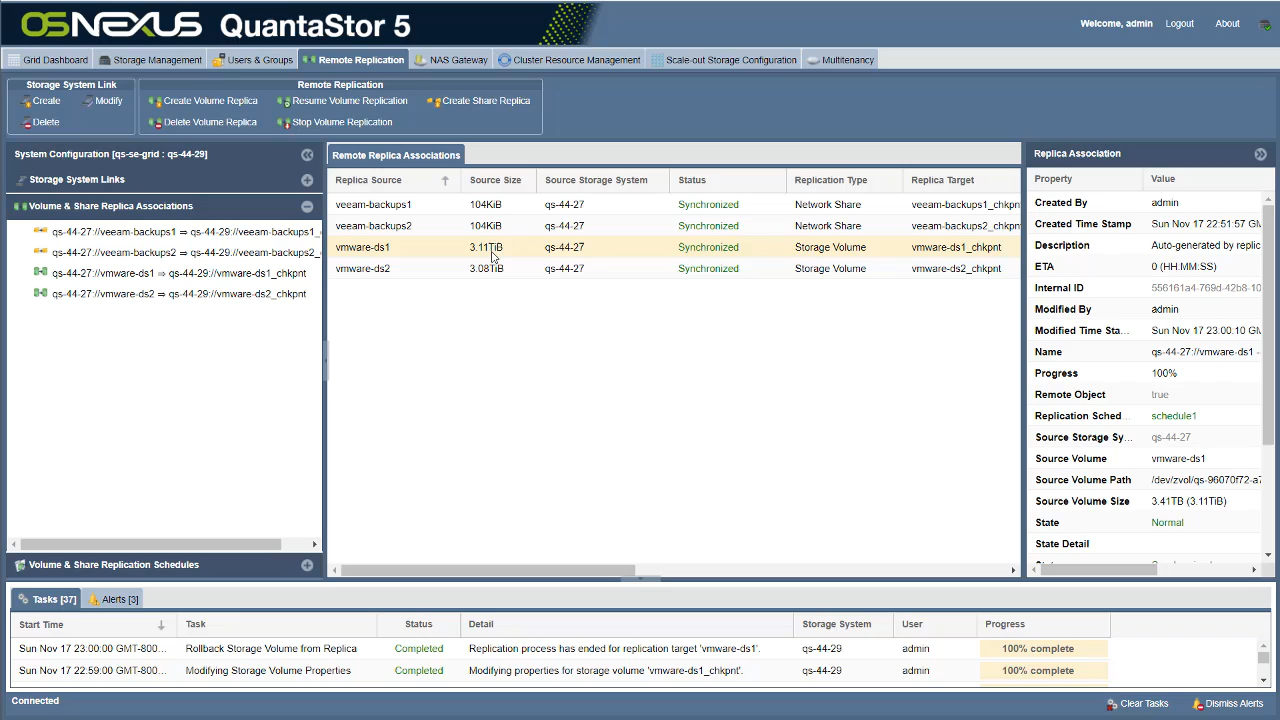 OSNEXUS QuantaStor 5
Welcome, admin Logout About
Grid Dashboard Storage Management Users & Groups Remote Replication NAS Gateway Cluster Resource Management Scale-out Storage Configuration Multitenancy
Storage System Link
Create Modify
Delete
Remote Replication
Create Volume Replica Resume Volume Replication Create Share Replica
Delete Volume Replica Stop Volume Replication
System Configuration [qs-se-grid : qs-44-29]
Storage System Links
Volume & Share Replica Associations
qs-44-27://veeam-backups1 ⇒ qs-44-29://veeam-backups1_
qs-44-27://veeam-backups2 ⇒ qs-44-29://veeam-backups2_
qs-44-27://vmware-ds1 ⇒ qs-44-29://vmware-ds1_chkpnt
qs-44-27://vmware-ds2 ⇒ qs-44-29://vmware-ds2_chkpnt
Volume & Share Replication Schedules
Remote Replica Associations
Replica Source Source Size Source Storage System Status Replication Type Replica Target
veeam-backups1 104KiB qs-44-27 Synchronized Network Share veeam-backups1_chkpn
veeam-backups2 104KiB qs-44-27 Synchronized Network Share veeam-backups2_chkpn
vmware-ds1 3.11TiB qs-44-27 Synchronized Storage Volume vmware-ds1_chkpnt
vmware-ds2 3.08TiB qs-44-27 Synchronized Storage Volume vmware-ds2_chkpnt
Replica Association
Property Value
Created By admin
Created Time Stamp Sun Nov 17 22:51:57 GM
Description Auto-generated by replic
ETA 0 (HH.MM.SS)
Internal ID 556161a4-769d-42b8-10
Modified By admin
Modified Time Sta... Sun Nov 17 23:00:10 GM
Name qs-44-27://vmware-ds1 -
Progress 100%
Remote Object true
Replication Sched... schedule1
Source Storage Sy... qs-44-27
Source Volume vmware-ds1
Source Volume Path /dev/zvol/qs-96070f72-a7
Source Volume Size 3.41TB (3.11TiB)
State Normal
State Detail
Tasks [37] Alerts [3]
Start Time Task Status Detail Storage System User Progress
Sun Nov 17 23:00:00 GMT-800... Rollback Storage Volume from Replica Completed Replication process has ended for replication target 'vmware-ds1'. qs-44-29 admin 100% complete
Sun Nov 17 22:59:00 GMT-800... Modifying Storage Volume Properties Completed Modifying properties for storage volume 'vmware-ds1_chkpnt'. qs-44-29 admin 100% complete
Connected Clear Tasks Dismiss Alerts